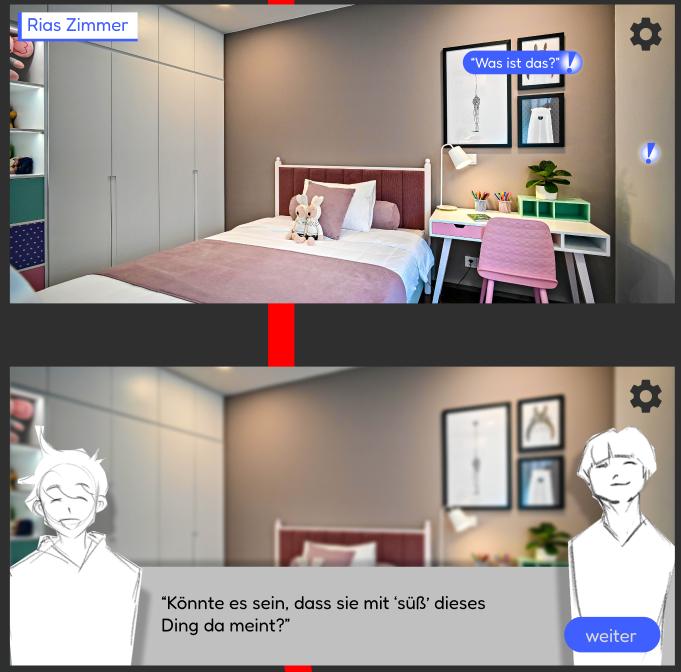 Rias Zimmer
“Was ist das?”
“Könnte es sein, dass sie mit ‘süß’ dieses
Ding da meint?”
weiter